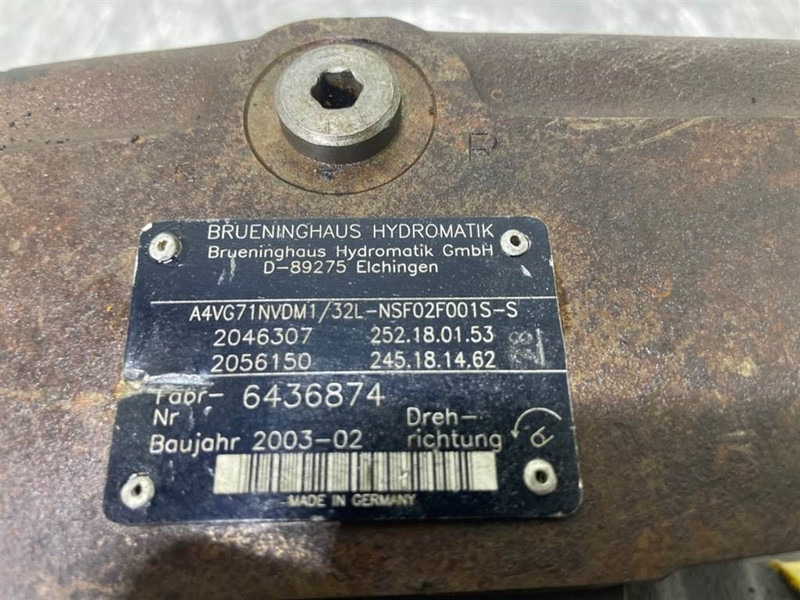 R
BRUENINGHAUS HYDROMATIK
Brueninghaus Hydromatik GmbH
D-89275 Elchingen
A4VG71NVDM1/32L-NSF02F001S-S
2046307 252.18.01.53
2056150 245.18.14.62
Fabr-
Nr 6436874
Dreh-
richtung
Baujahr 2003-02
MADE IN GERMANY